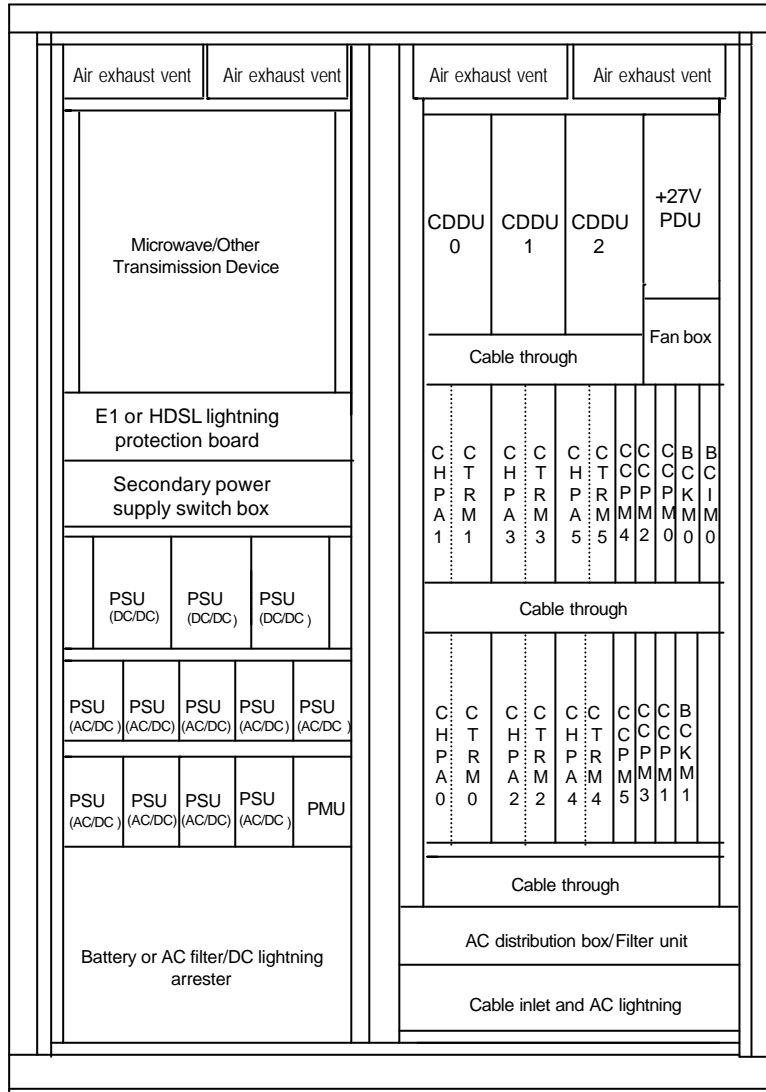 Air exhaust vent
Air exhaust vent
Air exhaust vent
Air exhaust vent
Microwave/Other
Transimission Device
E1 or HDSL lightning
protection board
Secondary power
supply switch box
PSU
(DC/DC)
PSU
(DC/DC )
PSU
(DC/DC )
PSU
(AC/DC )
PSU
(AC/DC)
PSU
(AC/DC)
PSU
(AC/DC )
PSU
(AC/DC )
PSU
(AC/DC )
PSU
(AC/DC)
PSU
(AC/DC)
PSU
(AC/DC )
PMU
Battery or AC filter/DC lightning
arrester
CDDU
0
CDDU
1
CDDU
2
+27V
PDU
Fan box
Cable through
CHPA1
CTRM1
CHPA3
CTRM3
CHPA5
CTRM5
CCPM4
CCPM2
CCPM0
BCKM0
BCIM0
Cable through
CHPA0
CTRM0
CHPA2
CTRM2
CHPA4
CTRM4
CCPM5
CCPM3
CCPM1
BCKM1
Cable through
AC distribution box/Filter unit
Cable inlet and AC lightning